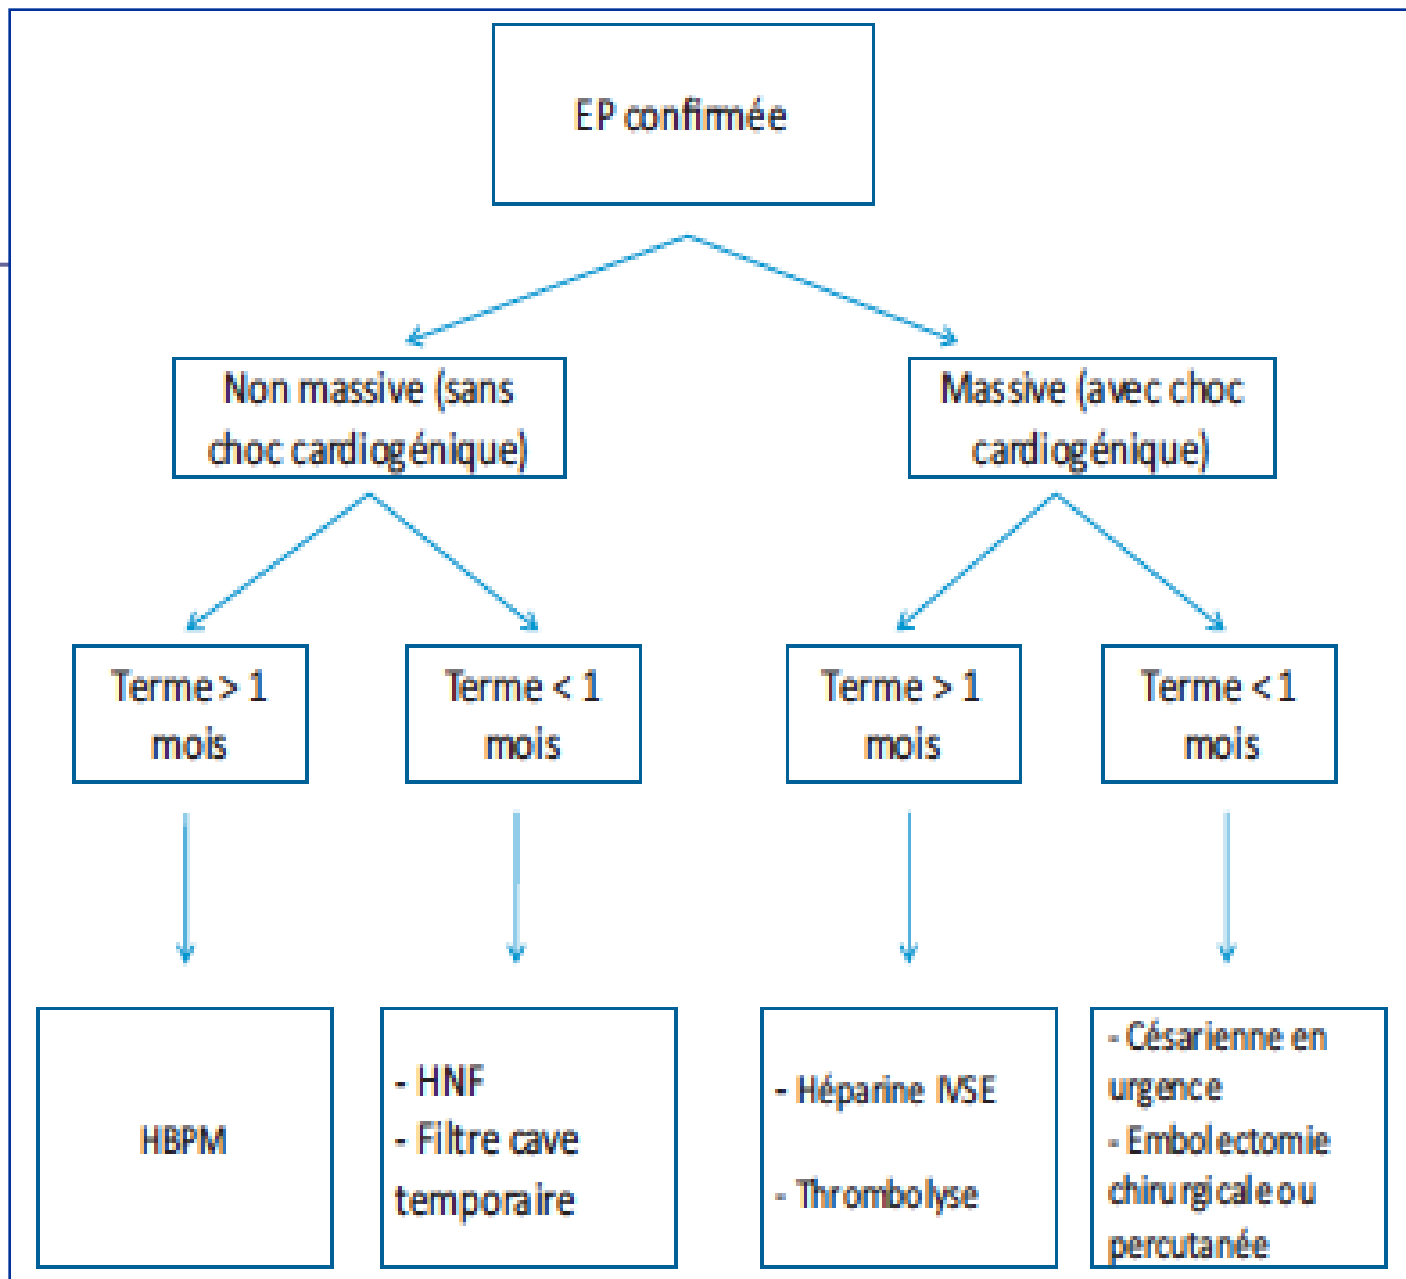 EP confirmée
Non massive (sans
choc cardiogénique)
Massive (avec choc
cardiogénique)
Terme > 1
mois
Terme < 1
mois
Terme > 1
mois
Terme < 1
mois
HBPM
- HNF
- Filtre cave
temporaire
- Héparine IVSE
- Thrombolyse
- Césarienne en
urgence
- Embolectomie
chirurgicale ou
percutanée